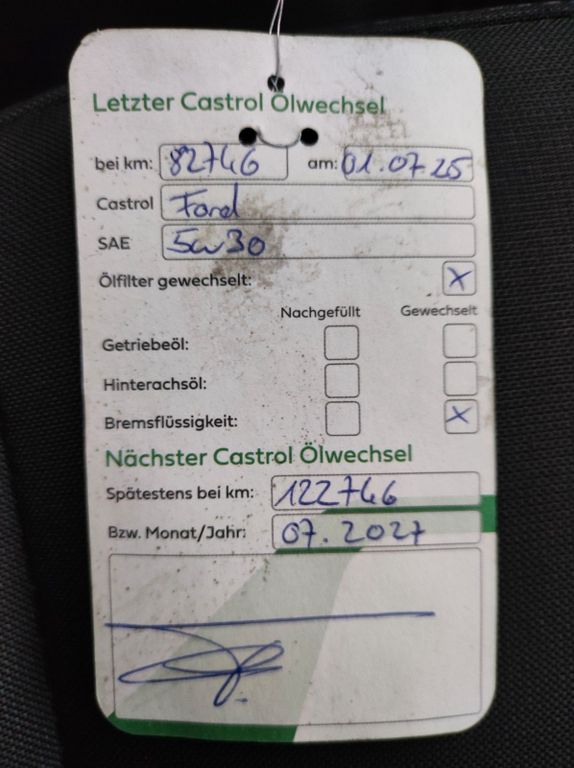 Letzter Castrol Ölwechsel
bei km: 82746 am: 01.07.25
Castrol Ford
SAE 5w30
Ölfilter gewechselt: X
Nachgefüllt Gewechselt
Getriebeöl:
Hinterachsöl:
Bremsflüssigkeit: X
Nächster Castrol Ölwechsel
Spätestens bei km: 122746
Bzw. Monat/Jahr: 07.2027